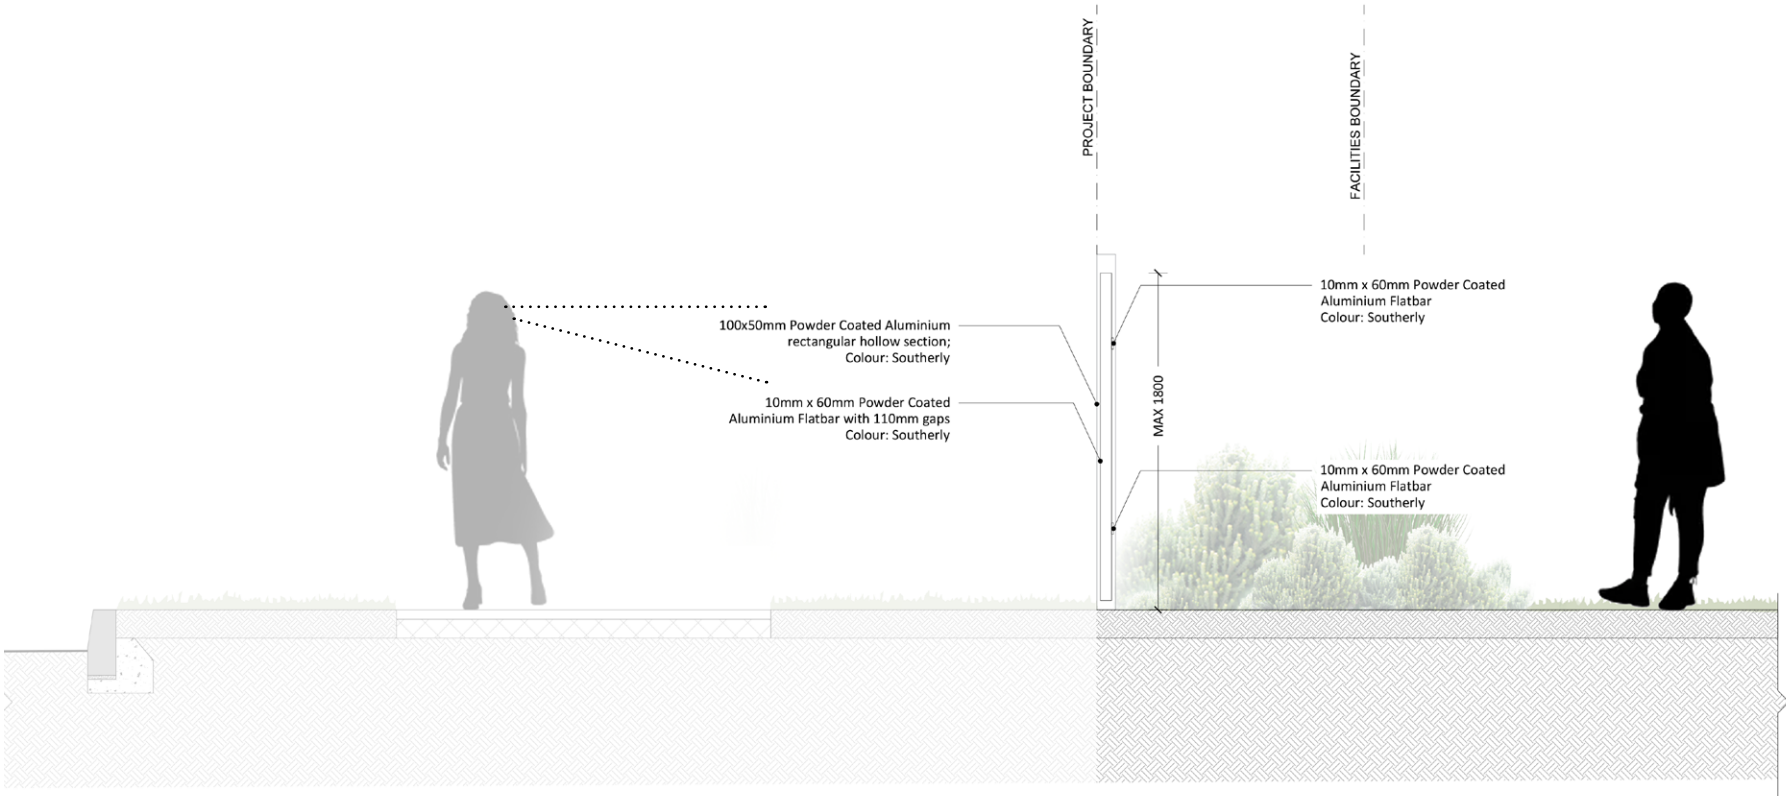 PROJECT BOUNDARY
FACILITIES BOUNDARY
100x50mm Powder Coated Aluminium
rectangular hollow section;
Colour: Southerly
10mm x 60mm Powder Coated
Aluminium Flatbar with 110mm gaps
Colour: Southerly
MAX 1800
10mm x 60mm Powder Coated
Aluminium Flatbar
Colour: Southerly
10mm x 60mm Powder Coated
Aluminium Flatbar
Colour: Southerly